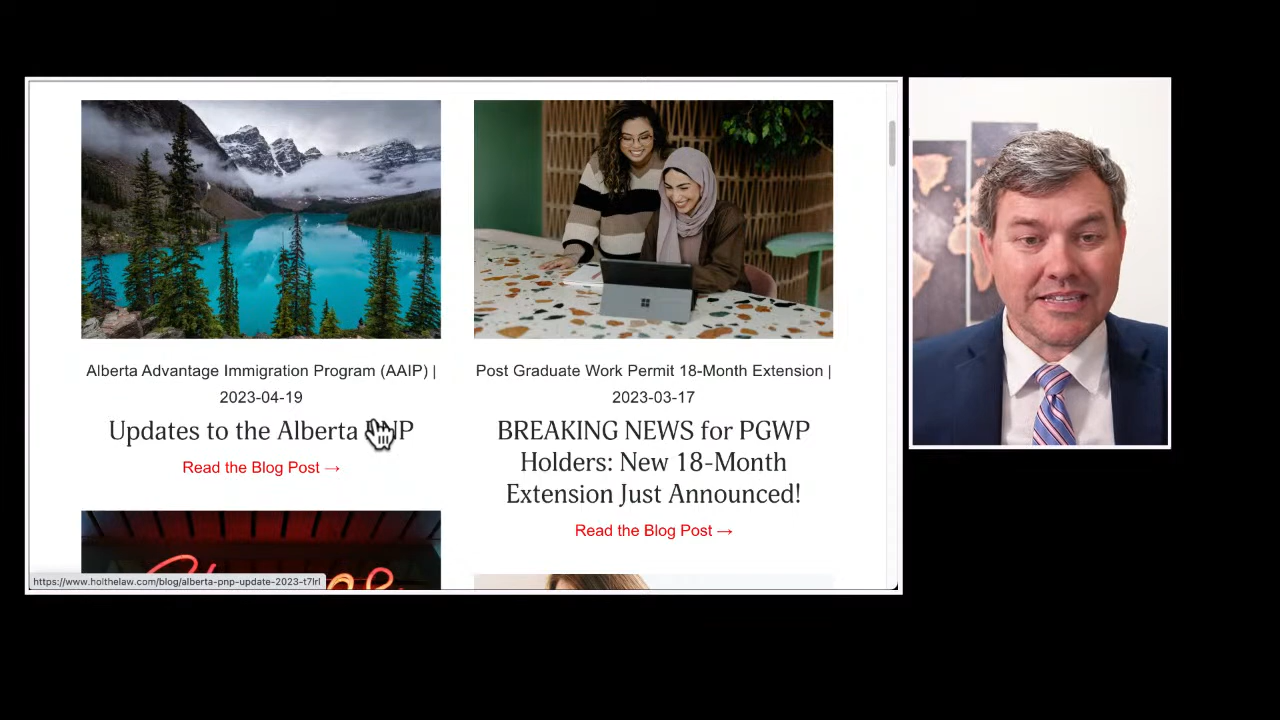 Alberta Advantage Immigration Program (AAIP) |
2023-04-19
Updates to the Alberta PNP
Read the Blog Post →
Post Graduate Work Permit 18-Month Extension |
2023-03-17
BREAKING NEWS for PGWP
Holders: New 18-Month
Extension Just Announced!
Read the Blog Post →
https://www.holthelaw.com/blog/alberta-pnp-update-2023-t7lrl